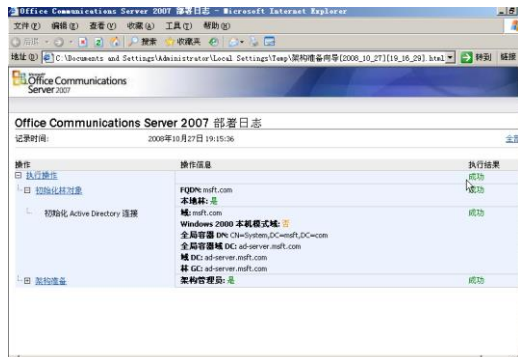 Office Communications Server 2007 部署日志 - Microsoft Internet Explorer
文件(F) 编辑(E) 查看(V) 收藏(A) 工具(T) 帮助(H)
后退 搜索 收藏夹
地址(D) C:\Documents and Settings\Administrator\Local Settings\Temp\架构准备向导[2008_10_27][19_16_29].html 转到 链接
Microsoft
Office Communications
Server 2007
Office Communications Server 2007 部署日志
记录时间: 2008年10月27日 19:15:36
操作 操作信息 执行结果
执行操作 成功
初始化林对象 FQDN: msft.com 成功
本地林: 是
初始化 Active Directory 连接 域: msft.com 成功
Windows 2000 本机模式域: 否
全局容器 DN: CN=System,DC=msft,DC=com
全局容器域 DC: ad-server.msft.com
域 DC: ad-server.msft.com
林 GC: ad-server.msft.com
架构准备 架构管理员: 是 成功